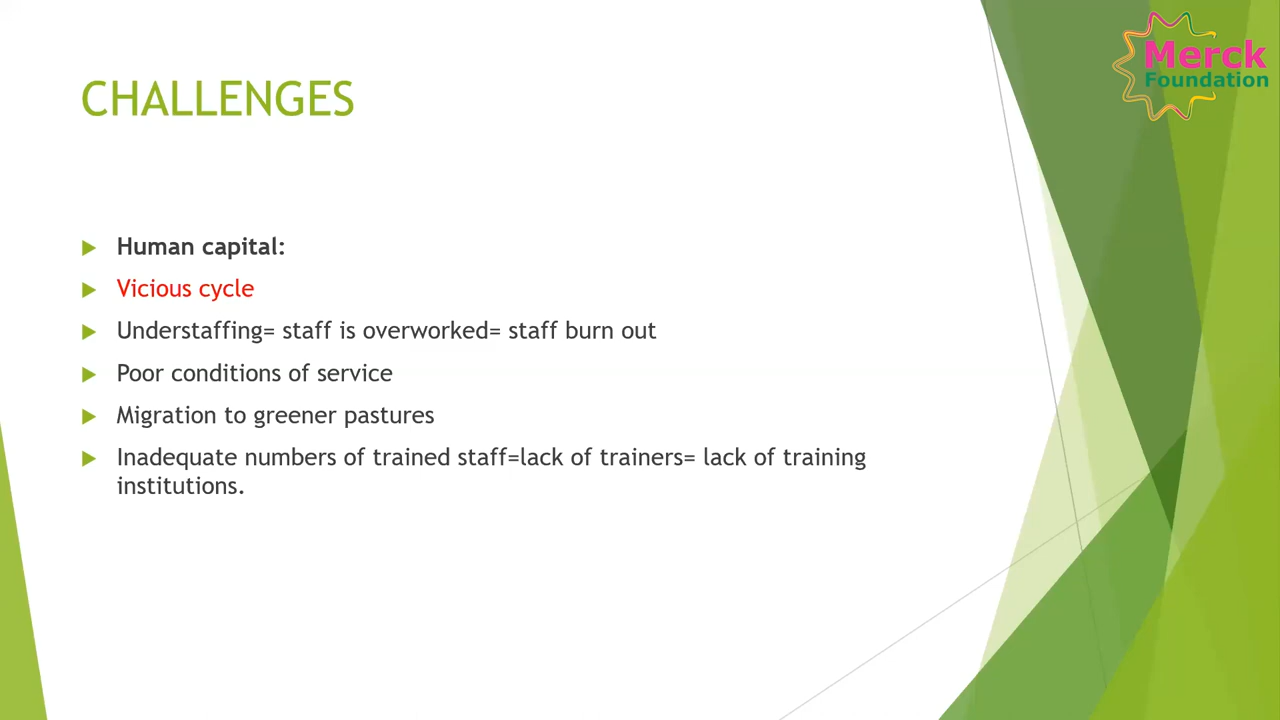 Merck
Foundation
CHALLENGES
Human capital:
Vicious cycle
Understaffing= staff is overworked= staff burn out
Poor conditions of service
Migration to greener pastures
Inadequate numbers of trained staff=lack of trainers= lack of training
institutions.